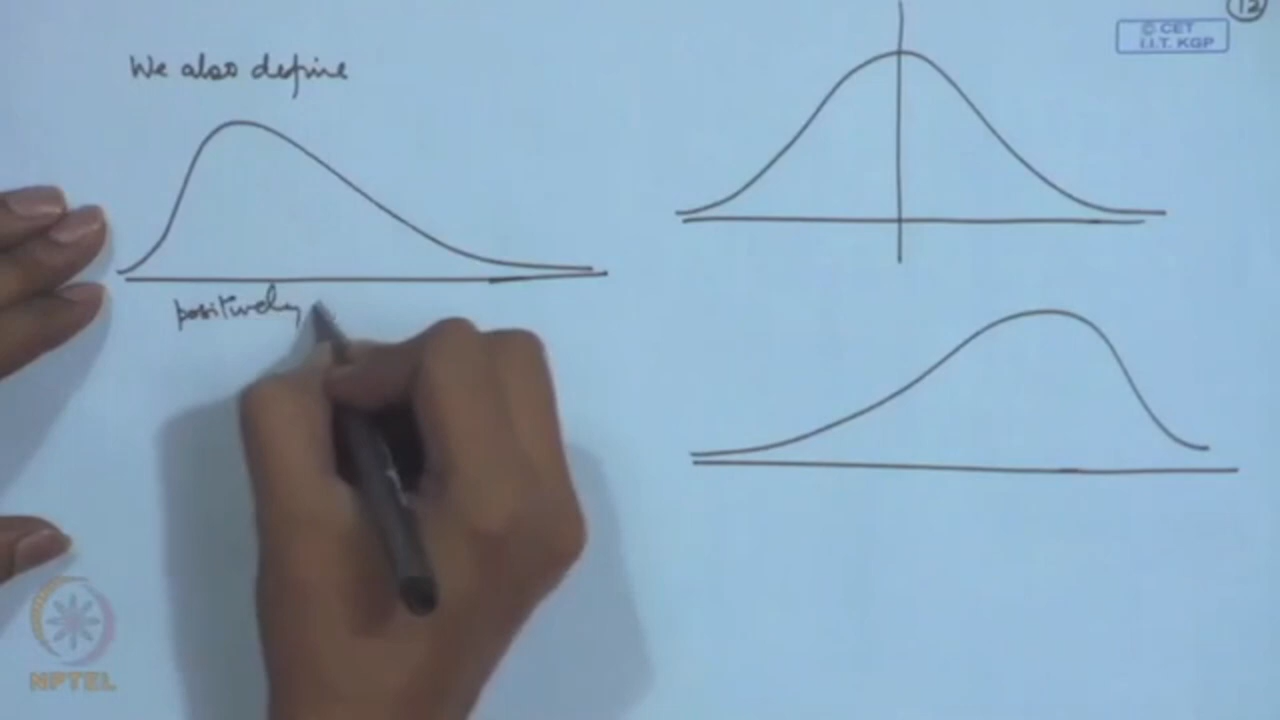 We also define
positively
12
© CET
I.I.T. KGP
NPTEL